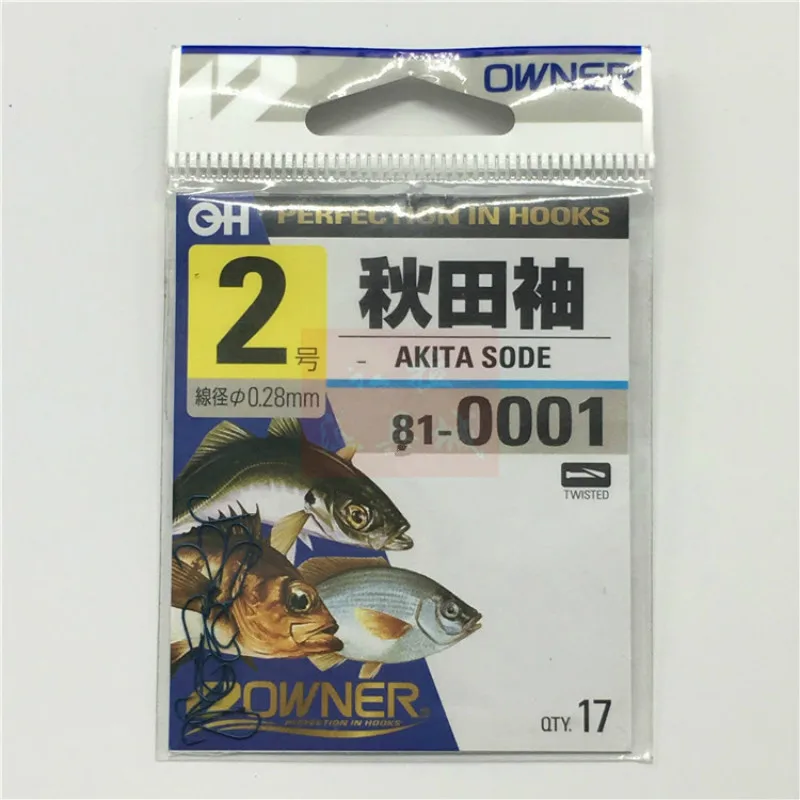 OWNER
OH PERFECTION IN HOOKS
2号
線径φ0.28mm
秋田袖
AKITA SODE
81-0001
TWISTED
OWNER
PERFECTION IN HOOKS
QTY. 17